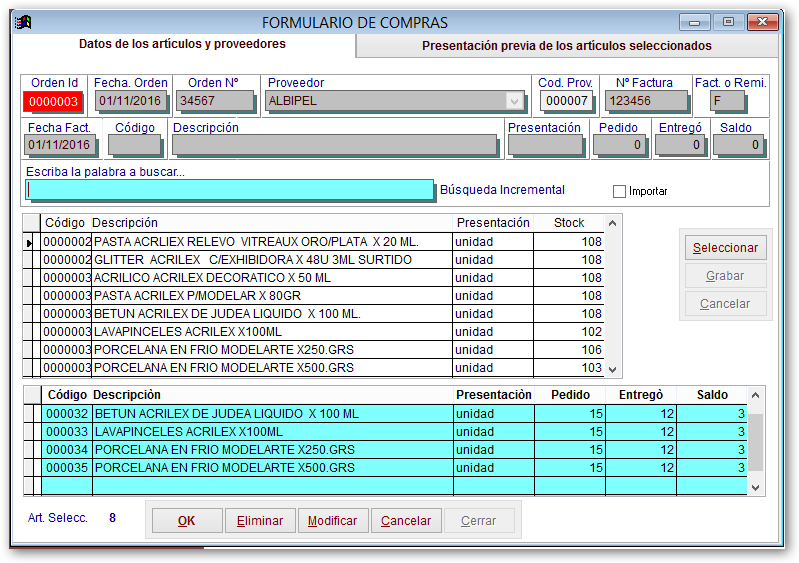 FORMULARIO DE COMPRAS
Datos de los artículos y proveedores Presentación previa de los artículos seleccionados
Orden Id Fecha. Orden Orden Nº Proveedor Cod. Prov. Nº Factura Fact. o Remi.
0000003 01/11/2016 34567 ALBIPEL 000007 123456 F
Fecha Fact. Código Descripción Presentación Pedido Entregó Saldo
01/11/2016 0 0 0
Escriba la palabra a buscar...
Búsqueda Incremental Importar
Código Descripción Presentación Stock
0000002 PASTA ACRLIEX RELEVO VITREAUX ORO/PLATA X 20 ML. unidad 108
0000002 GLITTER ACRILEX C/EXHIBIDORA X 48U 3ML SURTIDO unidad 108
0000003 ACRILICO ACRILEX DECORATICO X 50 ML unidad 108
0000003 PASTA ACRILEX P/MODELAR X 80GR unidad 108
0000003 BETUN ACRILEX DE JUDEA LIQUIDO X 100 ML. unidad 108
0000003 LAVAPINCELES ACRILEX X100ML unidad 102
0000003 PORCELANA EN FRIO MODELARTE X250.GRS unidad 106
0000003 PORCELANA EN FRIO MODELARTE X500.GRS unidad 103
Seleccionar
Grabar
Cancelar
Código Descripciòn Presentaciòn Pedido Entregò Saldo
000032 BETUN ACRILEX DE JUDEA LIQUIDO X 100 ML unidad 15 12 3
000033 LAVAPINCELES ACRILEX X100ML unidad 15 12 3
000034 PORCELANA EN FRIO MODELARTE X250.GRS unidad 15 12 3
000035 PORCELANA EN FRIO MODELARTE X500.GRS unidad 15 12 3
Art. Selecc. 8 OK Eliminar Modificar Cancelar Cerrar